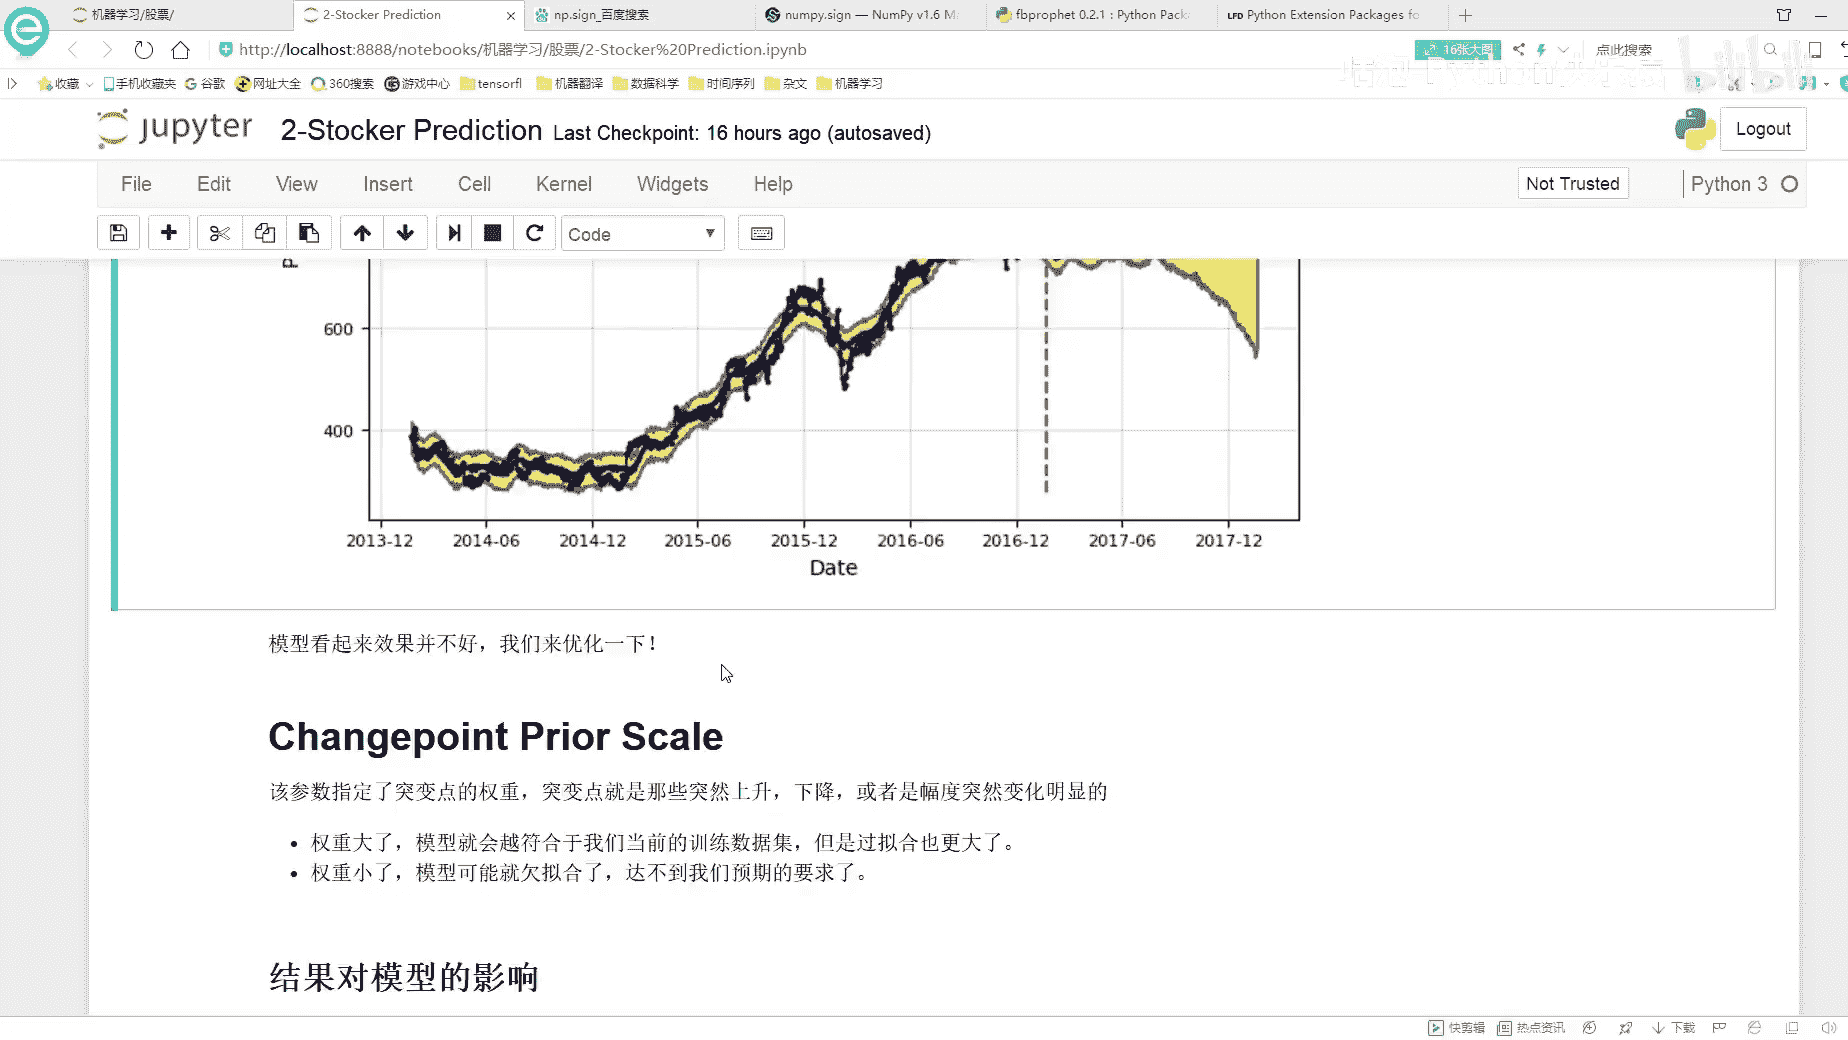 机器学习/股票/
2-Stocker Prediction
np.sign_百度搜索
numpy.sign — NumPy v1.6 M
fbprophet 0.2.1 : Python Pack
LFD Python Extension Packages fo
http://localhost:8888/notebooks/机器学习/股票/2-Stocker%20Prediction.ipynb
16张大图
点此搜索
收藏 手机收藏夹 谷歌 网址大全 360搜索 游戏中心 tensorfl 机器翻译 数据科学 时间序列 杂文 机器学习
bilibili
jupyter 2-Stocker Prediction Last Checkpoint: 16 hours ago (autosaved)
Logout
File Edit View Insert Cell Kernel Widgets Help
Not Trusted
Python 3
Code
600
400
2013-12 2014-06 2014-12 2015-06 2015-12 2016-06 2016-12 2017-06 2017-12
Date
模型看起来效果并不好，我们来优化一下！
Changepoint Prior Scale
该参数指定了突变点的权重，突变点就是那些突然上升，下降，或者是幅度突然变化明显的
权重大了，模型就会越符合于我们当前的训练数据集，但是过拟合也更大了。
权重小了，模型可能就欠拟合了，达不到我们预期的要求了。
结果对模型的影响
快剪辑 热点资讯 下载